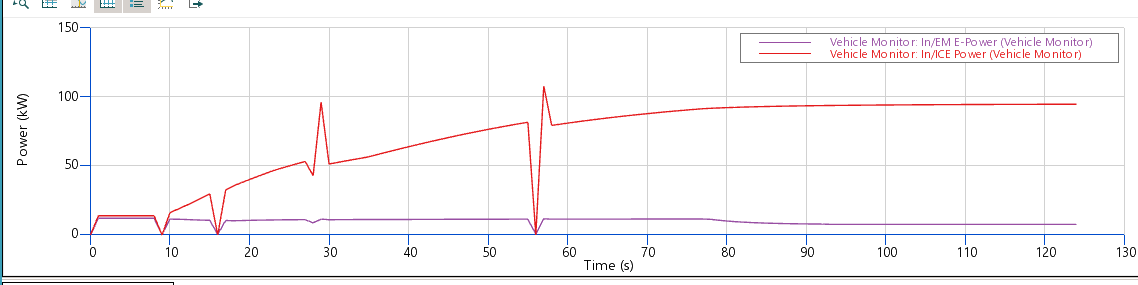 150
Vehicle Monitor: In/EM E-Power (Vehicle Monitor)
Vehicle Monitor: In/ICE Power (Vehicle Monitor)
100
Power (kW)
50
0
0 10 20 30 40 50 60 70 80 90 100 110 120 130
Time (s)